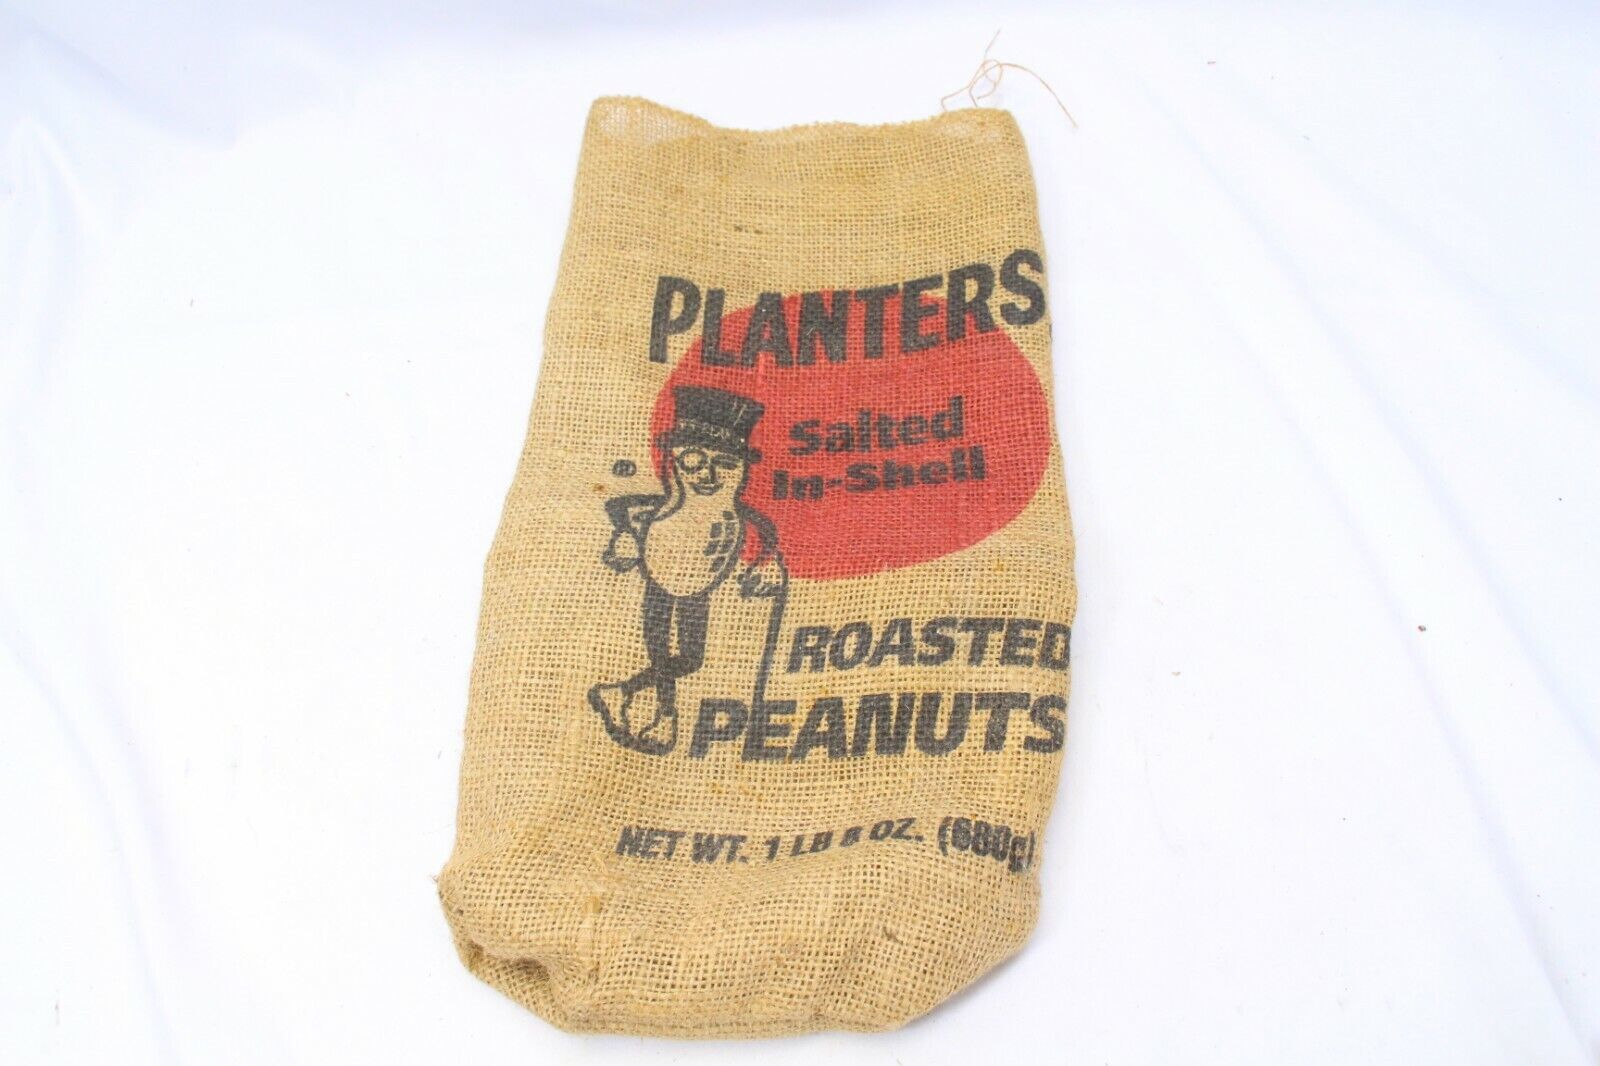 PLANTERS
Salted
In-Shell
®
ROASTED
PEANUTS
NET WT. 1 LB 8 OZ. (680g)